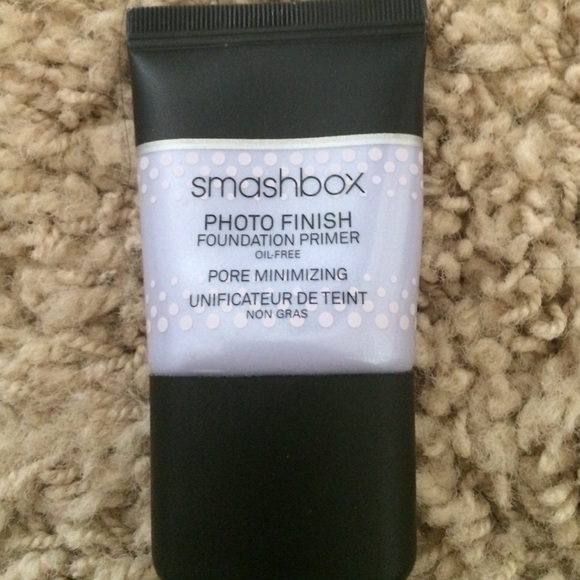 smashbox
PHOTO FINISH
FOUNDATION PRIMER
OIL-FREE
PORE MINIMIZING
UNIFICATEUR DE TEINT
NON GRAS